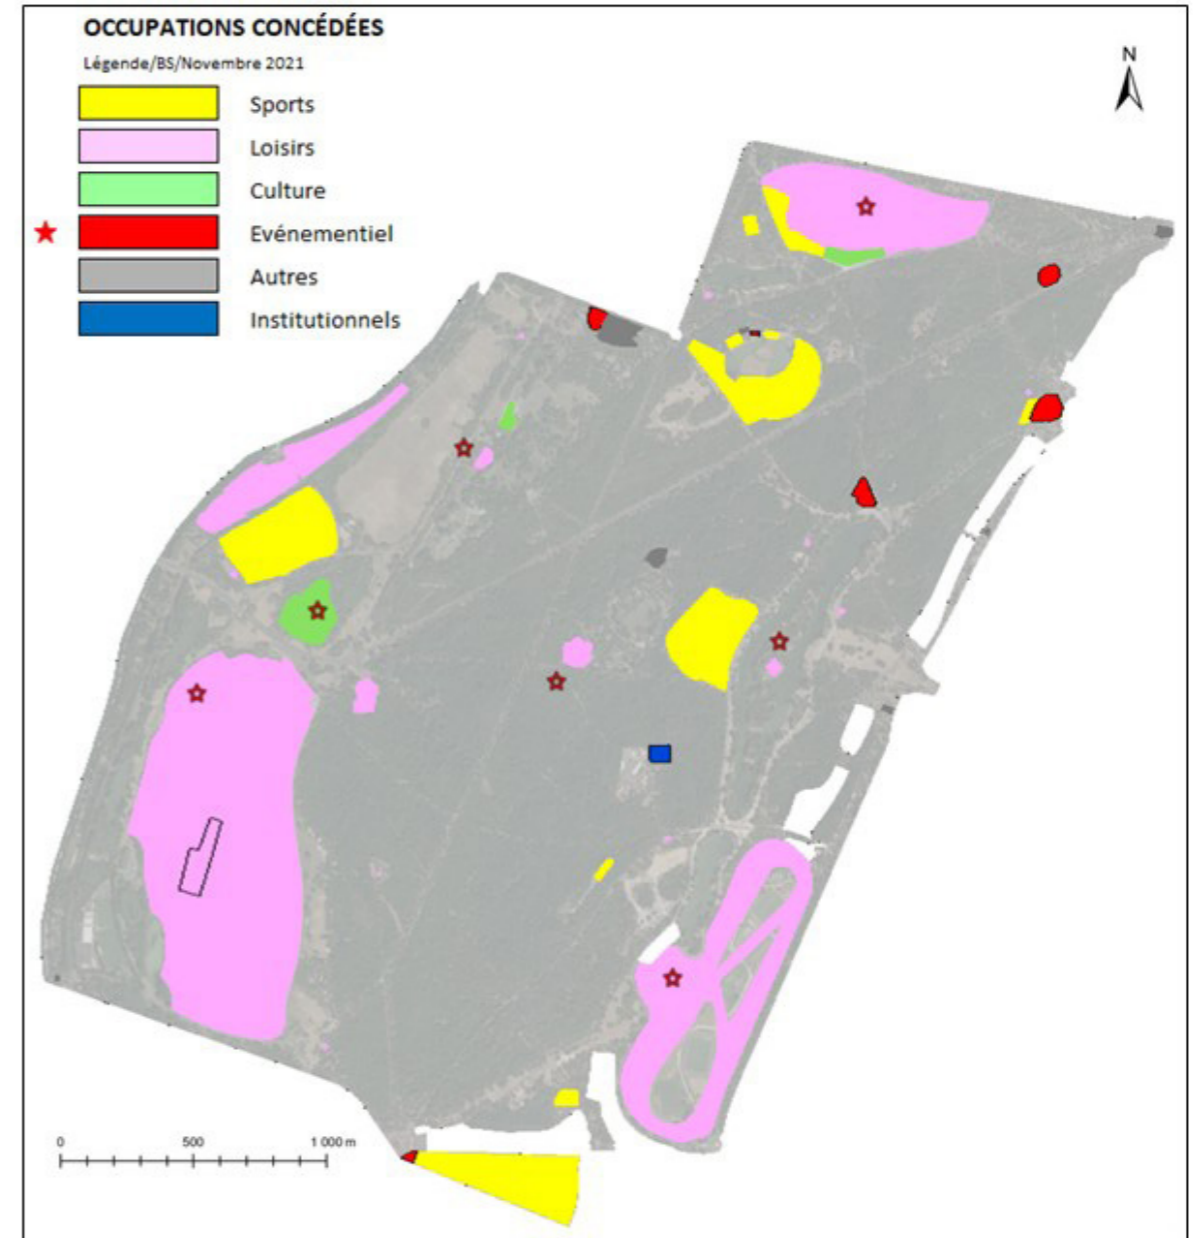 OCCUPATIONS CONCÉDÉES
Légende/BS/Novembre 2021
Sports
Loisirs
Culture
Evénementiel
Autres
Institutionnels
N
0 500 1 000 m